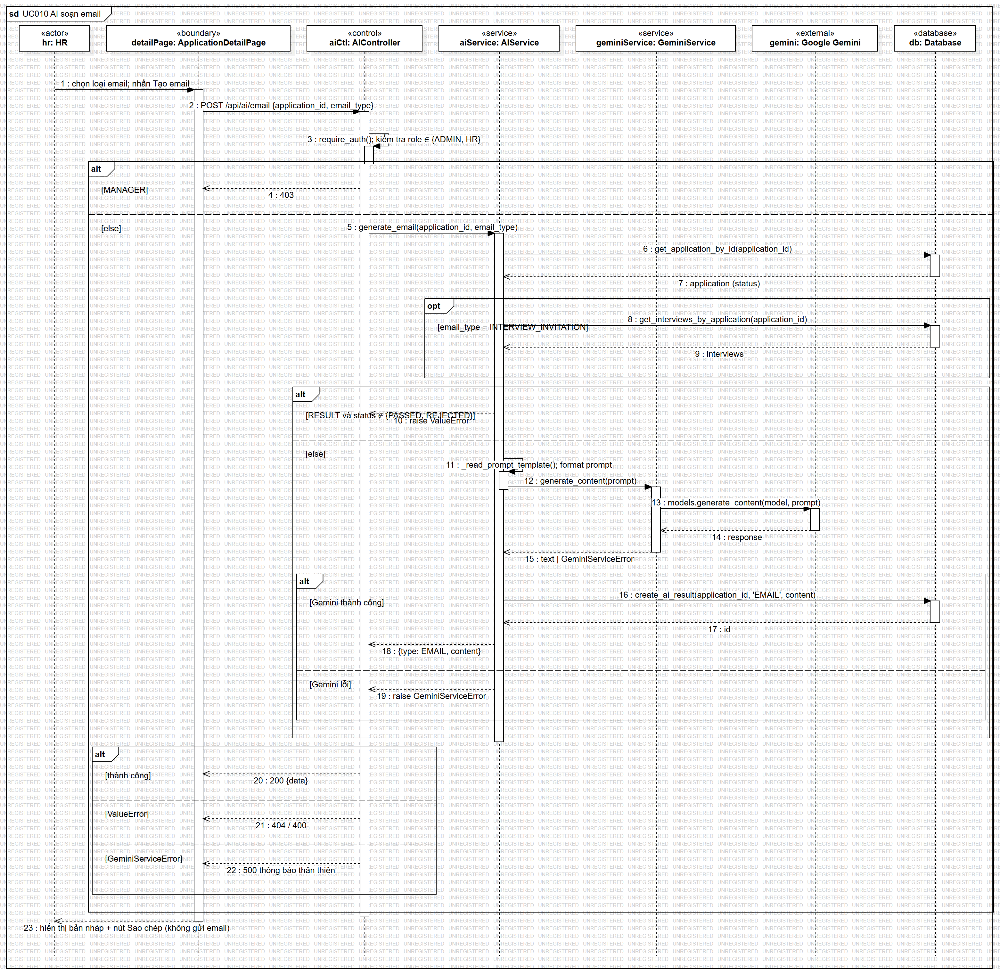 sd UC010 AI soạn email
«actor»
hr: HR
«boundary»
detailPage: ApplicationDetailPage
«control»
aiCtl: AIController
«service»
aiService: AIService
«service»
geminiService: GeminiService
«external»
gemini: Google Gemini
«database»
db: Database
1 : chọn loại email; nhấn Tạo email
2 : POST /api/ai/email {application_id, email_type}
3 : require_auth(); kiểm tra role ∈ {ADMIN, HR}
alt
[MANAGER]
4 : 403
[else]
5 : generate_email(application_id, email_type)
6 : get_application_by_id(application_id)
7 : application (status)
opt
[email_type = INTERVIEW_INVITATION]
8 : get_interviews_by_application(application_id)
9 : interviews
alt
[RESULT và status ∉ {PASSED, REJECTED}]
10 : raise ValueError
[else]
11 : _read_prompt_template(); format prompt
12 : generate_content(prompt)
13 : models.generate_content(model, prompt)
14 : response
15 : text | GeminiServiceError
alt
[Gemini thành công]
16 : create_ai_result(application_id, 'EMAIL', content)
17 : id
18 : {type: EMAIL, content}
[Gemini lỗi]
19 : raise GeminiServiceError
alt
[thành công]
20 : 200 {data}
[ValueError]
21 : 404 / 400
[GeminiServiceError]
22 : 500 thông báo thân thiện
23 : hiển thị bản nháp + nút Sao chép (không gửi email)
UNREGISTERED